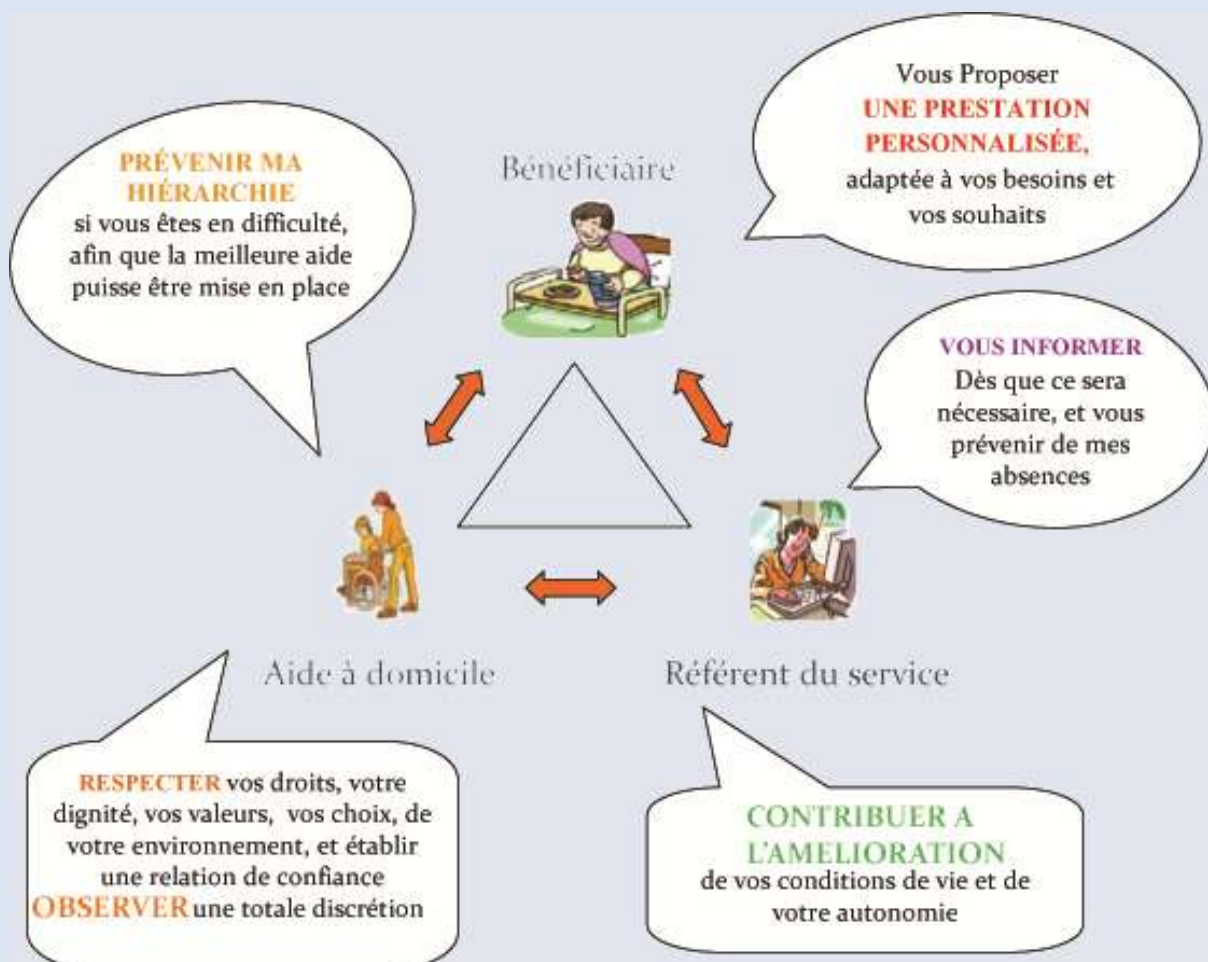 Vous Proposer
UNE PRESTATION
PERSONNALISÉE,
adaptée à vos besoins et
vos souhaits
PRÉVENIR MA
HIÉRARCHIE
si vous êtes en difficulté,
afin que la meilleure aide
puisse être mise en place
Bénéficiaire
VOUS INFORMER
Dès que ce sera
nécessaire, et vous
prévenir de mes
absences
Aide à domicile
Référent du service
RESPECTER vos droits, votre
dignité, vos valeurs, vos choix, de
votre environnement, et établir
une relation de confiance
OBSERVER une totale discrétion
CONTRIBUER A
L'AMELIORATION
de vos conditions de vie et de
votre autonomie